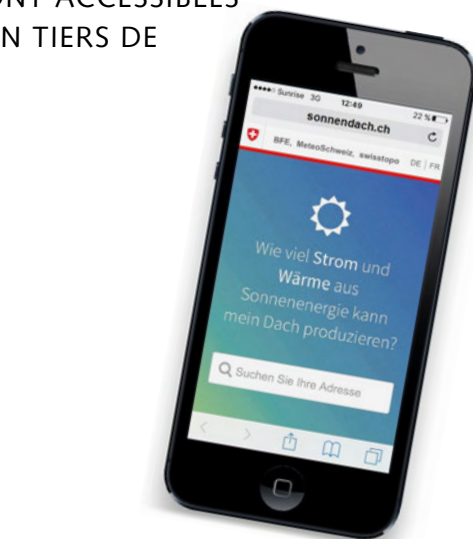 ONT ACCESSIBLES
N TIERS DE
Sunrise 3G 12:49 22 %
sonnendach.ch
BFE, MeteoSchweiz, swisstopo DE | FR
Wie viel Strom und
Wärme aus
Sonnenenergie kann
mein Dach produzieren?
Suchen Sie Ihre Adresse